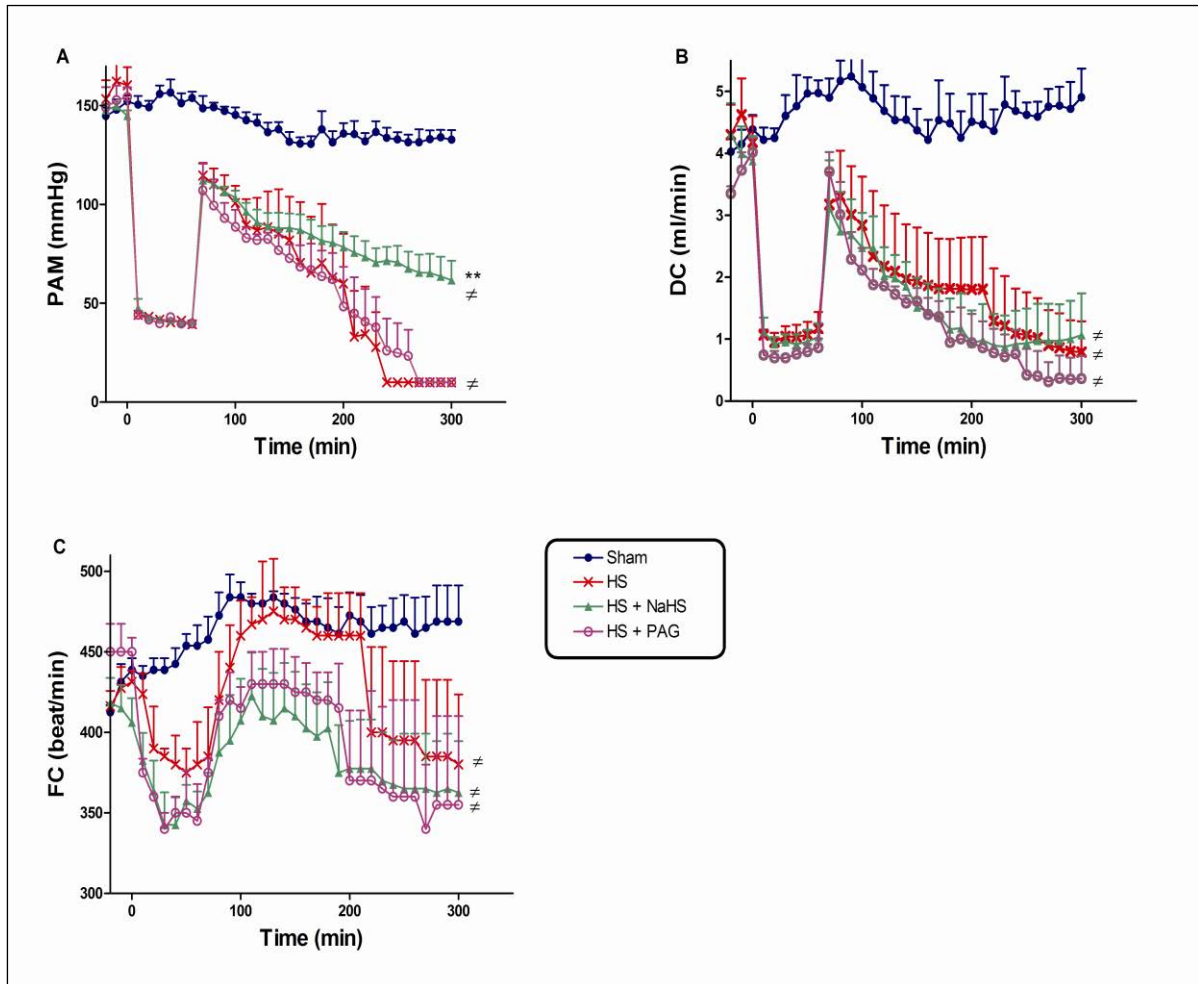 A
150
100
50
0
PAM (mmHg)
**
≠
≠
0
100
200
300
Time (min)
B
5
4
3
2
1
0
DC (ml/min)
≠
≠
≠
0
100
200
300
Time (min)
C
500
450
400
350
300
FC (beat/min)
≠
≠
≠
0
100
200
300
Time (min)
Sham
HS
HS + NaHS
HS + PAG